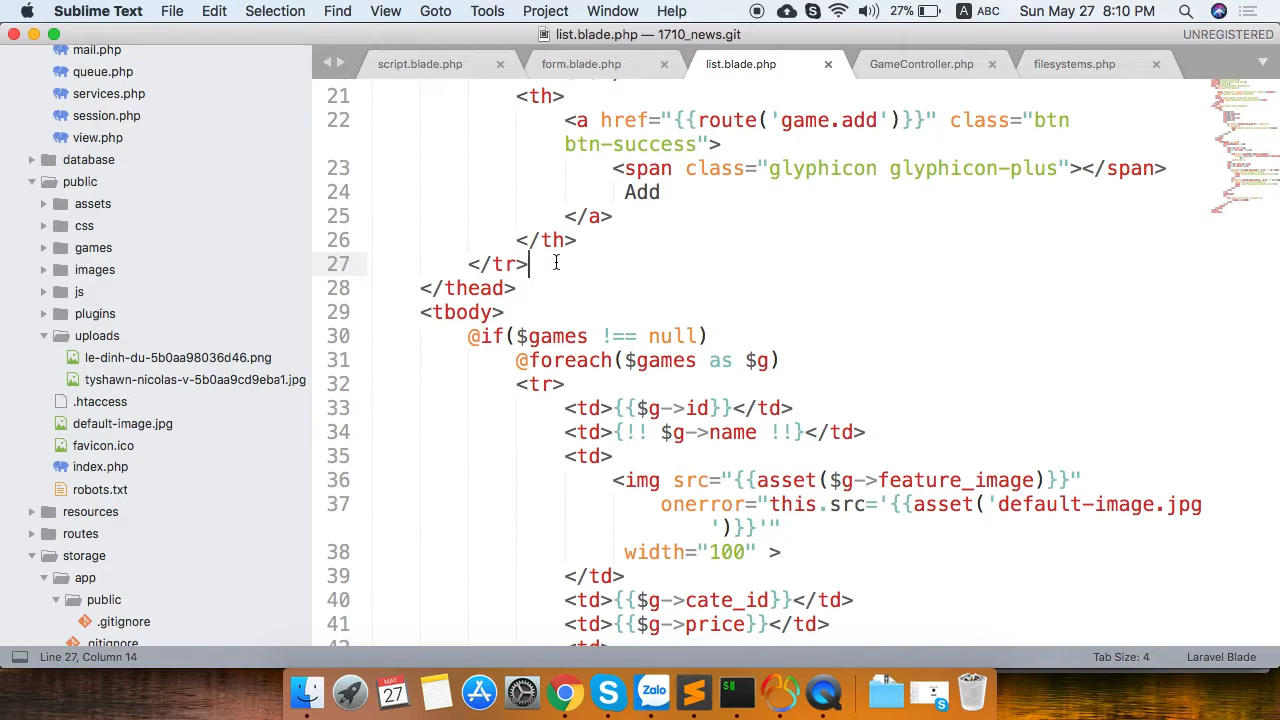 Sublime Text File Edit Selection Find View Goto Tools Project Window Help 27% A ABC Sun May 27 8:10 PM
list.blade.php — 1710_news.git UNREGISTERED
mail.php
queue.php
services.php
session.php
view.php
database
public
assets
css
games
images
js
plugins
uploads
le-dinh-du-5b0aa98036d46.png
tyshawn-nicolas-v-5b0aa9cd9eba1.jpg
.htaccess
default-image.jpg
favicon.ico
index.php
robots.txt
resources
routes
storage
app
public
.gitignore
.gitignore
script.blade.php form.blade.php list.blade.php GameController.php filesystems.php
21 <th>
22 <a href="{{route('game.add')}}" class="btn
btn-success">
23 <span class="glyphicon glyphicon-plus"></span>
24 Add
25 </a>
26 </th>
27 </tr>
28 </thead>
29 <tbody>
30 @if($games !== null)
31 @foreach($games as $g)
32 <tr>
33 <td>{{$g->id}}</td>
34 <td>{!! $g->name !!}</td>
35 <td>
36 <img src="{{asset($g->feature_image)}}"
37 onerror="this.src='{{asset('default-image.jpg
')}}'"
38 width="100" >
39 </td>
40 <td>{{$g->cate_id}}</td>
41 <td>{{$g->price}}</td>
Line 27, Column 14 Tab Size: 4 Laravel Blade
MAY
27
Zalo